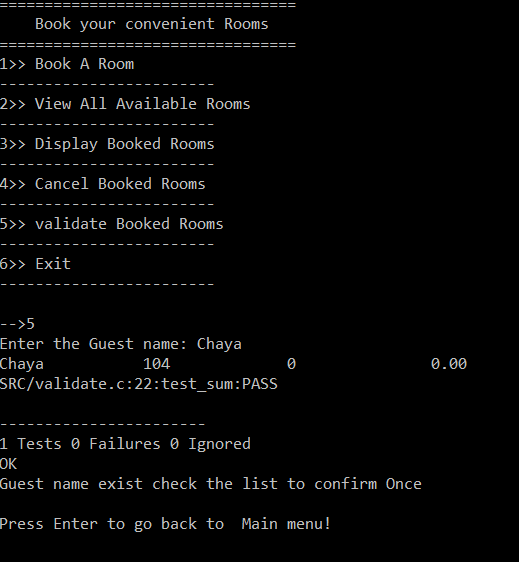 =================================
Book your convenient Rooms
=================================
1>> Book A Room
------------------------
2>> View All Available Rooms
------------------------
3>> Display Booked Rooms
------------------------
4>> Cancel Booked Rooms
------------------------
5>> validate Booked Rooms
------------------------
6>> Exit
------------------------
-->5
Enter the Guest name: Chaya
Chaya           104             0               0.00
SRC/validate.c:22:test_sum:PASS
-----------------------
1 Tests 0 Failures 0 Ignored
OK
Guest name exist check the list to confirm Once
Press Enter to go back to  Main menu!